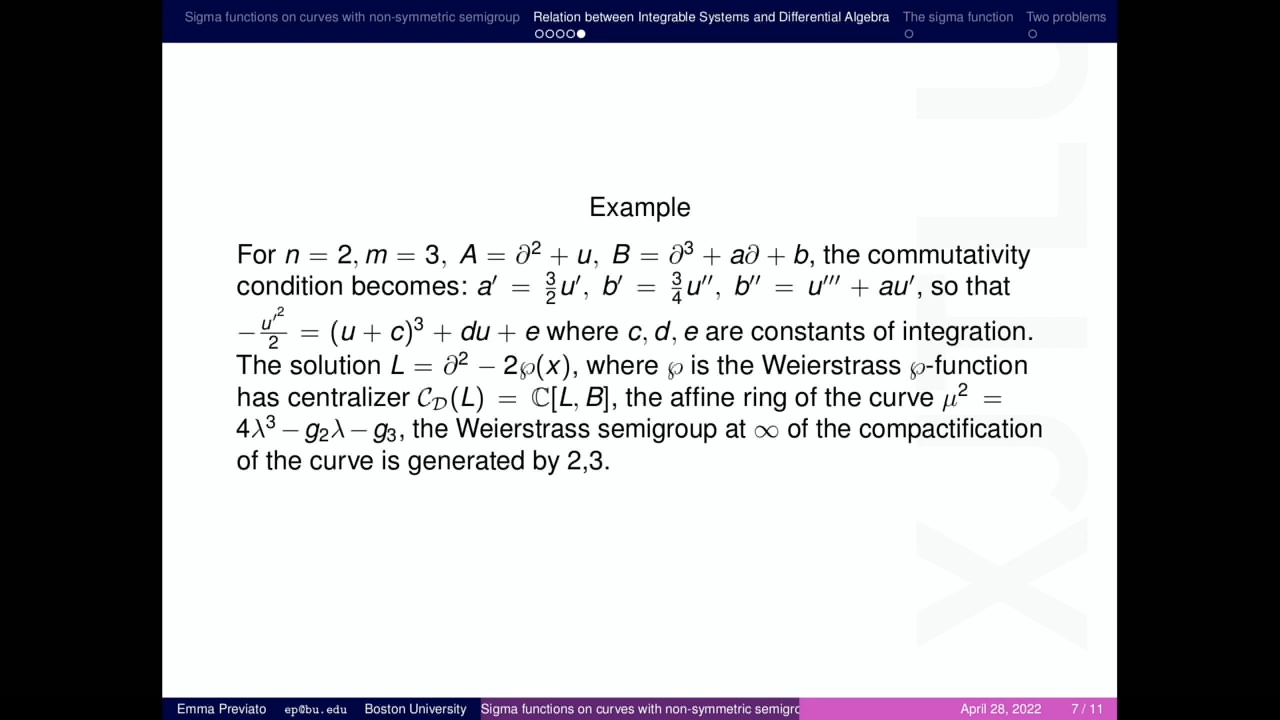 Sigma functions on curves with non-symmetric semigroup Relation between Integrable Systems and Differential Algebra The sigma function Two problems
Example
For n = 2, m = 3, A = ∂² + u, B = ∂³ + a∂ + b, the commutativity
condition becomes: a′ = 3/2 u′, b′ = 3/4 u″, b″ = u‴ + au′, so that
−u′²/2 = (u + c)³ + du + e where c, d, e are constants of integration.
The solution L = ∂² − 2℘(x), where ℘ is the Weierstrass ℘-function
has centralizer 𝒞_𝒟(L) = ℂ[L, B], the affine ring of the curve μ² =
4λ³ − g₂λ − g₃, the Weierstrass semigroup at ∞ of the compactification
of the curve is generated by 2,3.
XJTLU
Emma Previato ep@bu.edu Boston University Sigma functions on curves with non-symmetric semigro April 28, 2022 7 / 11